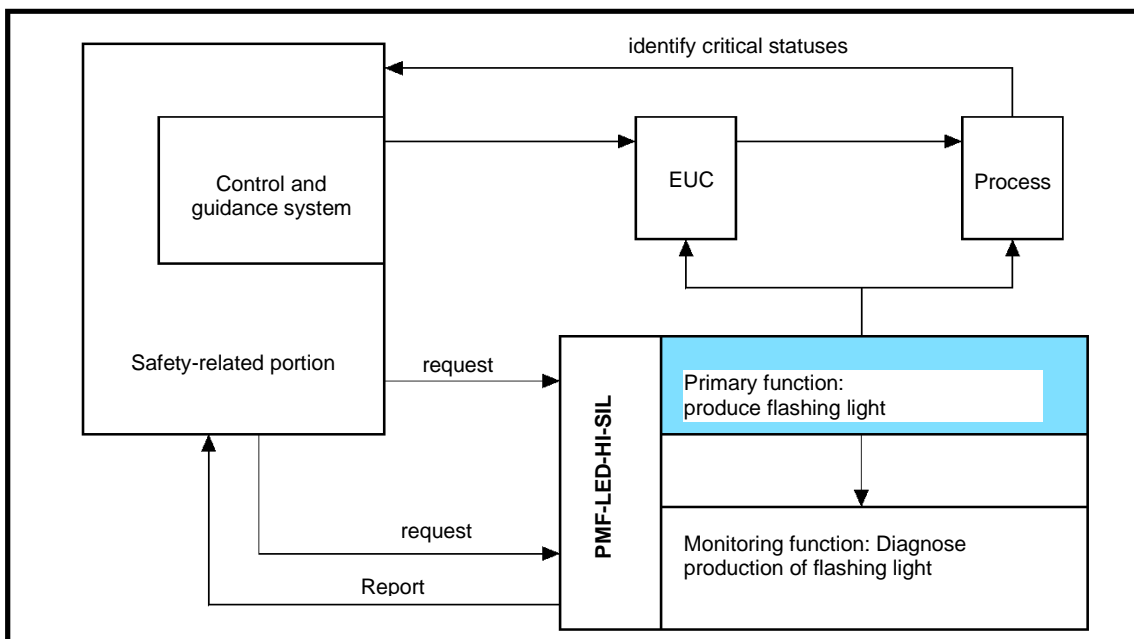 identify critical statuses
Control and
guidance system
EUC
Process
Safety-related portion
request
PMF-LED-HI-SIL
Primary function:
produce flashing light
request
Monitoring function: Diagnose
production of flashing light
Report